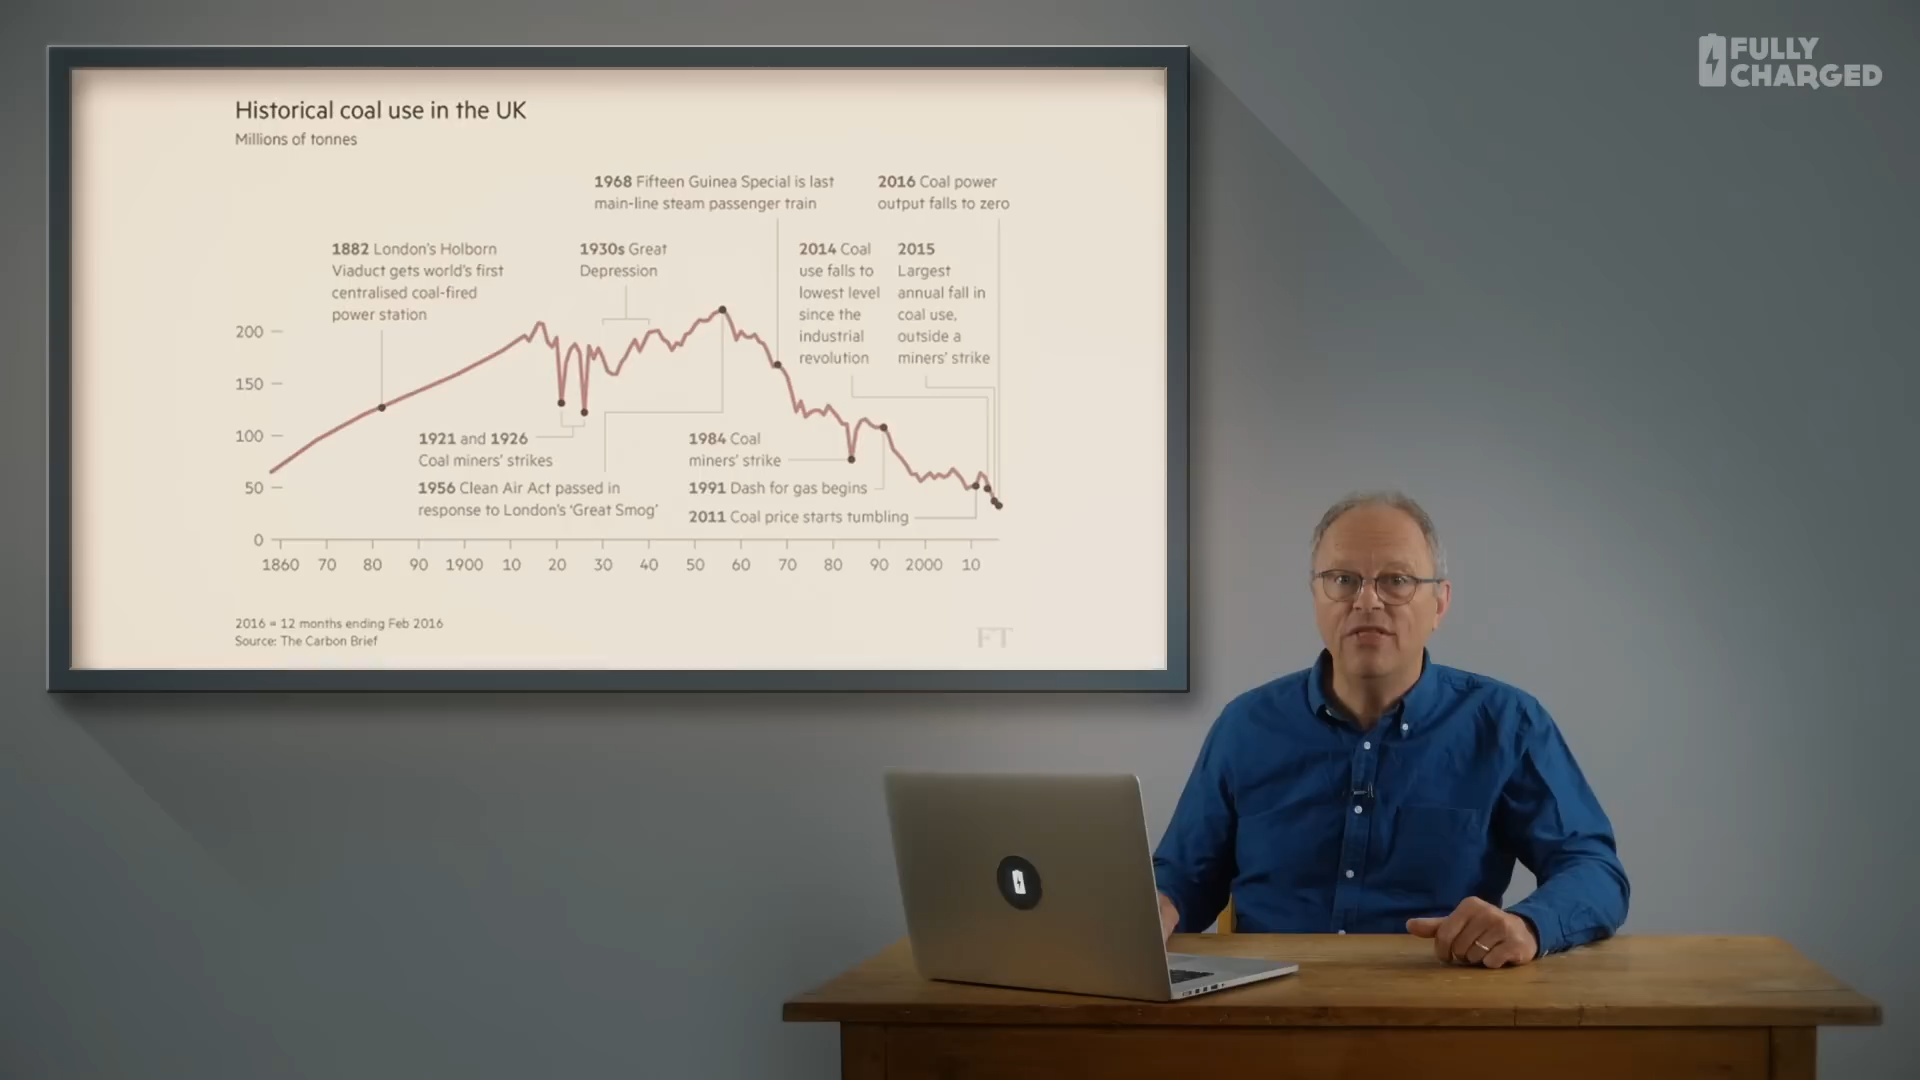 FULLY
CHARGED
Historical coal use in the UK
Millions of tonnes
1968 Fifteen Guinea Special is last
main-line steam passenger train
2016 Coal power
output falls to zero
1882 London's Holborn
Viaduct gets world's first
centralised coal-fired
power station
1930s Great
Depression
2014 Coal
use falls to
lowest level
since the
industrial
revolution
2015
Largest
annual fall in
coal use,
outside a
miners' strike
200
150
100
50
0
1921 and 1926
Coal miners' strikes
1956 Clean Air Act passed in
response to London's 'Great Smog'
1984 Coal
miners' strike
1991 Dash for gas begins
2011 Coal price starts tumbling
1860 70 80 90 1900 10 20 30 40 50 60 70 80 90 2000 10
2016 = 12 months ending Feb 2016
Source: The Carbon Brief
FT